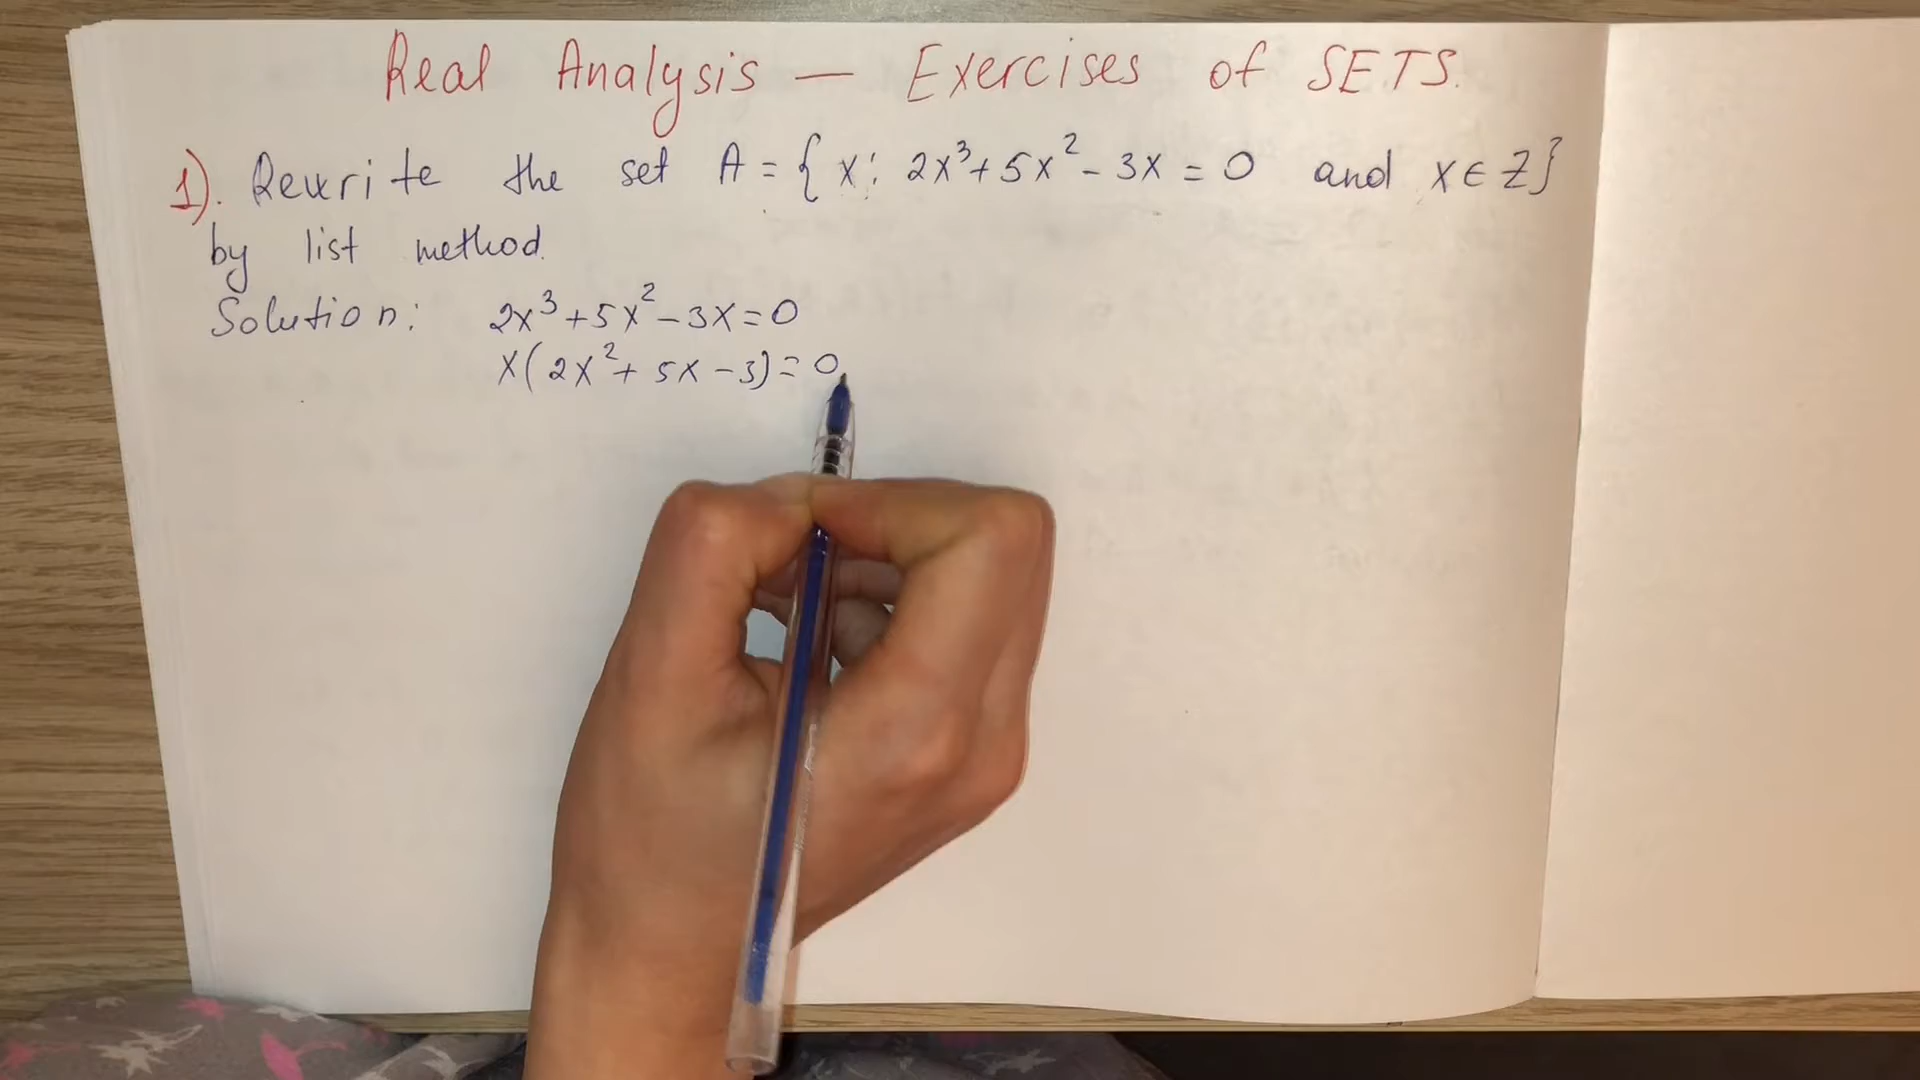 Real Analysis — Exercises of SETS.
1). Rewrite the set A = { x : 2x³ + 5x² - 3x = 0 and x ∈ Z }
by list method.
Solution: 2x³ + 5x² - 3x = 0
x(2x² + 5x - 3) = 0